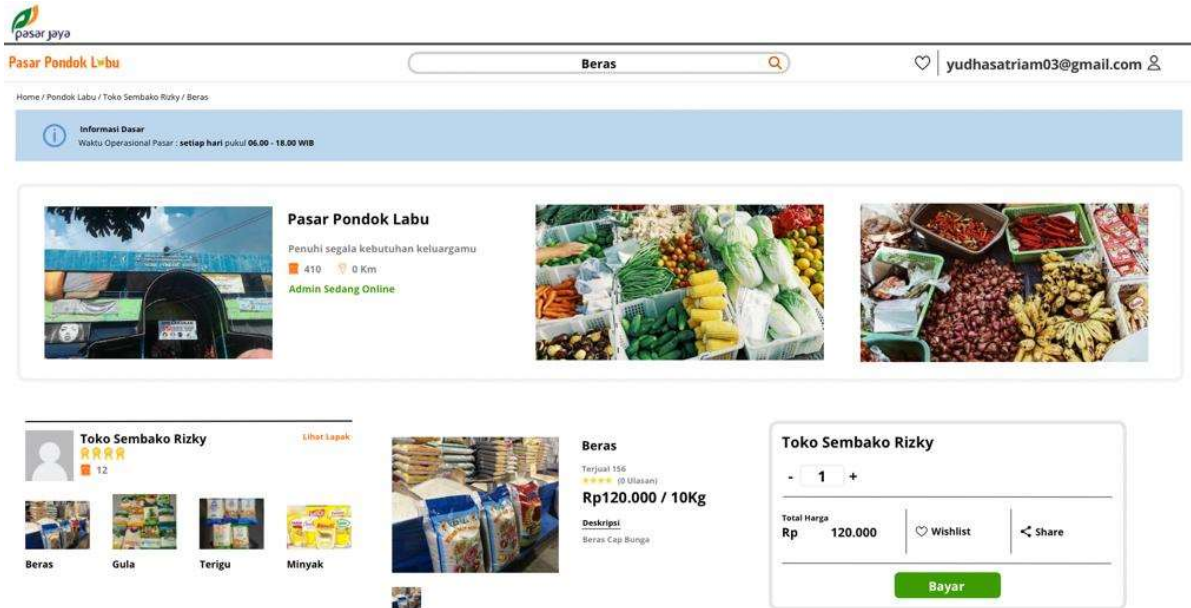 pasar jaya
Pasar Pondok Labu
Beras
yudhasatriam03@gmail.com
Home / Pondok Labu / Toko Sembako Rizky / Beras
Informasi Dasar
Waktu Operasional Pasar : setiap hari pukul 06.00 - 18.00 WIB
Pasar Pondok Labu
Penuhi segala kebutuhan keluargamu
410 0 Km
Admin Sedang Online
Toko Sembako Rizky
Lihat Lapak
12
Beras Gula Terigu Minyak
Beras
Terjual 156
(0 Ulasan)
Rp120.000 / 10Kg
Deskripsi
Beras Cap Bunga
Toko Sembako Rizky
- 1 +
Total Harga
Rp 120.000
Wishlist
Share
Bayar